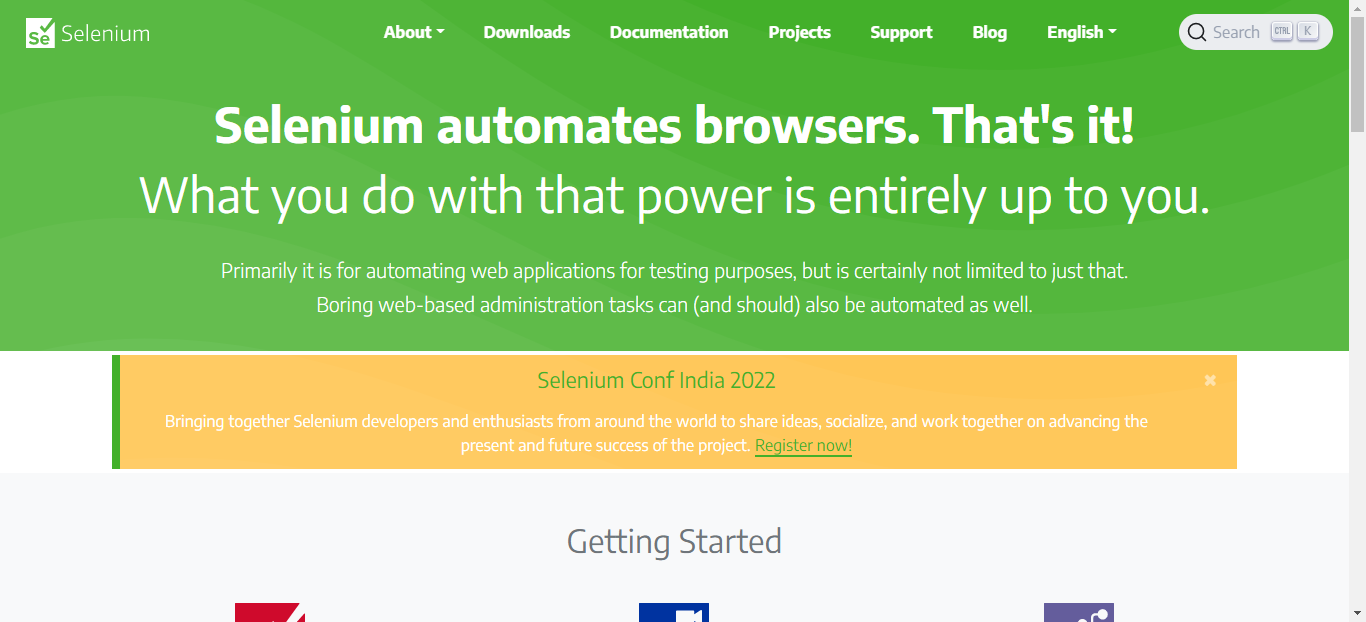 Se Selenium
About
Downloads
Documentation
Projects
Support
Blog
English
Search CTRL K
Selenium automates browsers. That's it!
What you do with that power is entirely up to you.
Primarily it is for automating web applications for testing purposes, but is certainly not limited to just that.
Boring web-based administration tasks can (and should) also be automated as well.
Selenium Conf India 2022
Bringing together Selenium developers and enthusiasts from around the world to share ideas, socialize, and work together on advancing the
present and future success of the project. Register now!
Getting Started